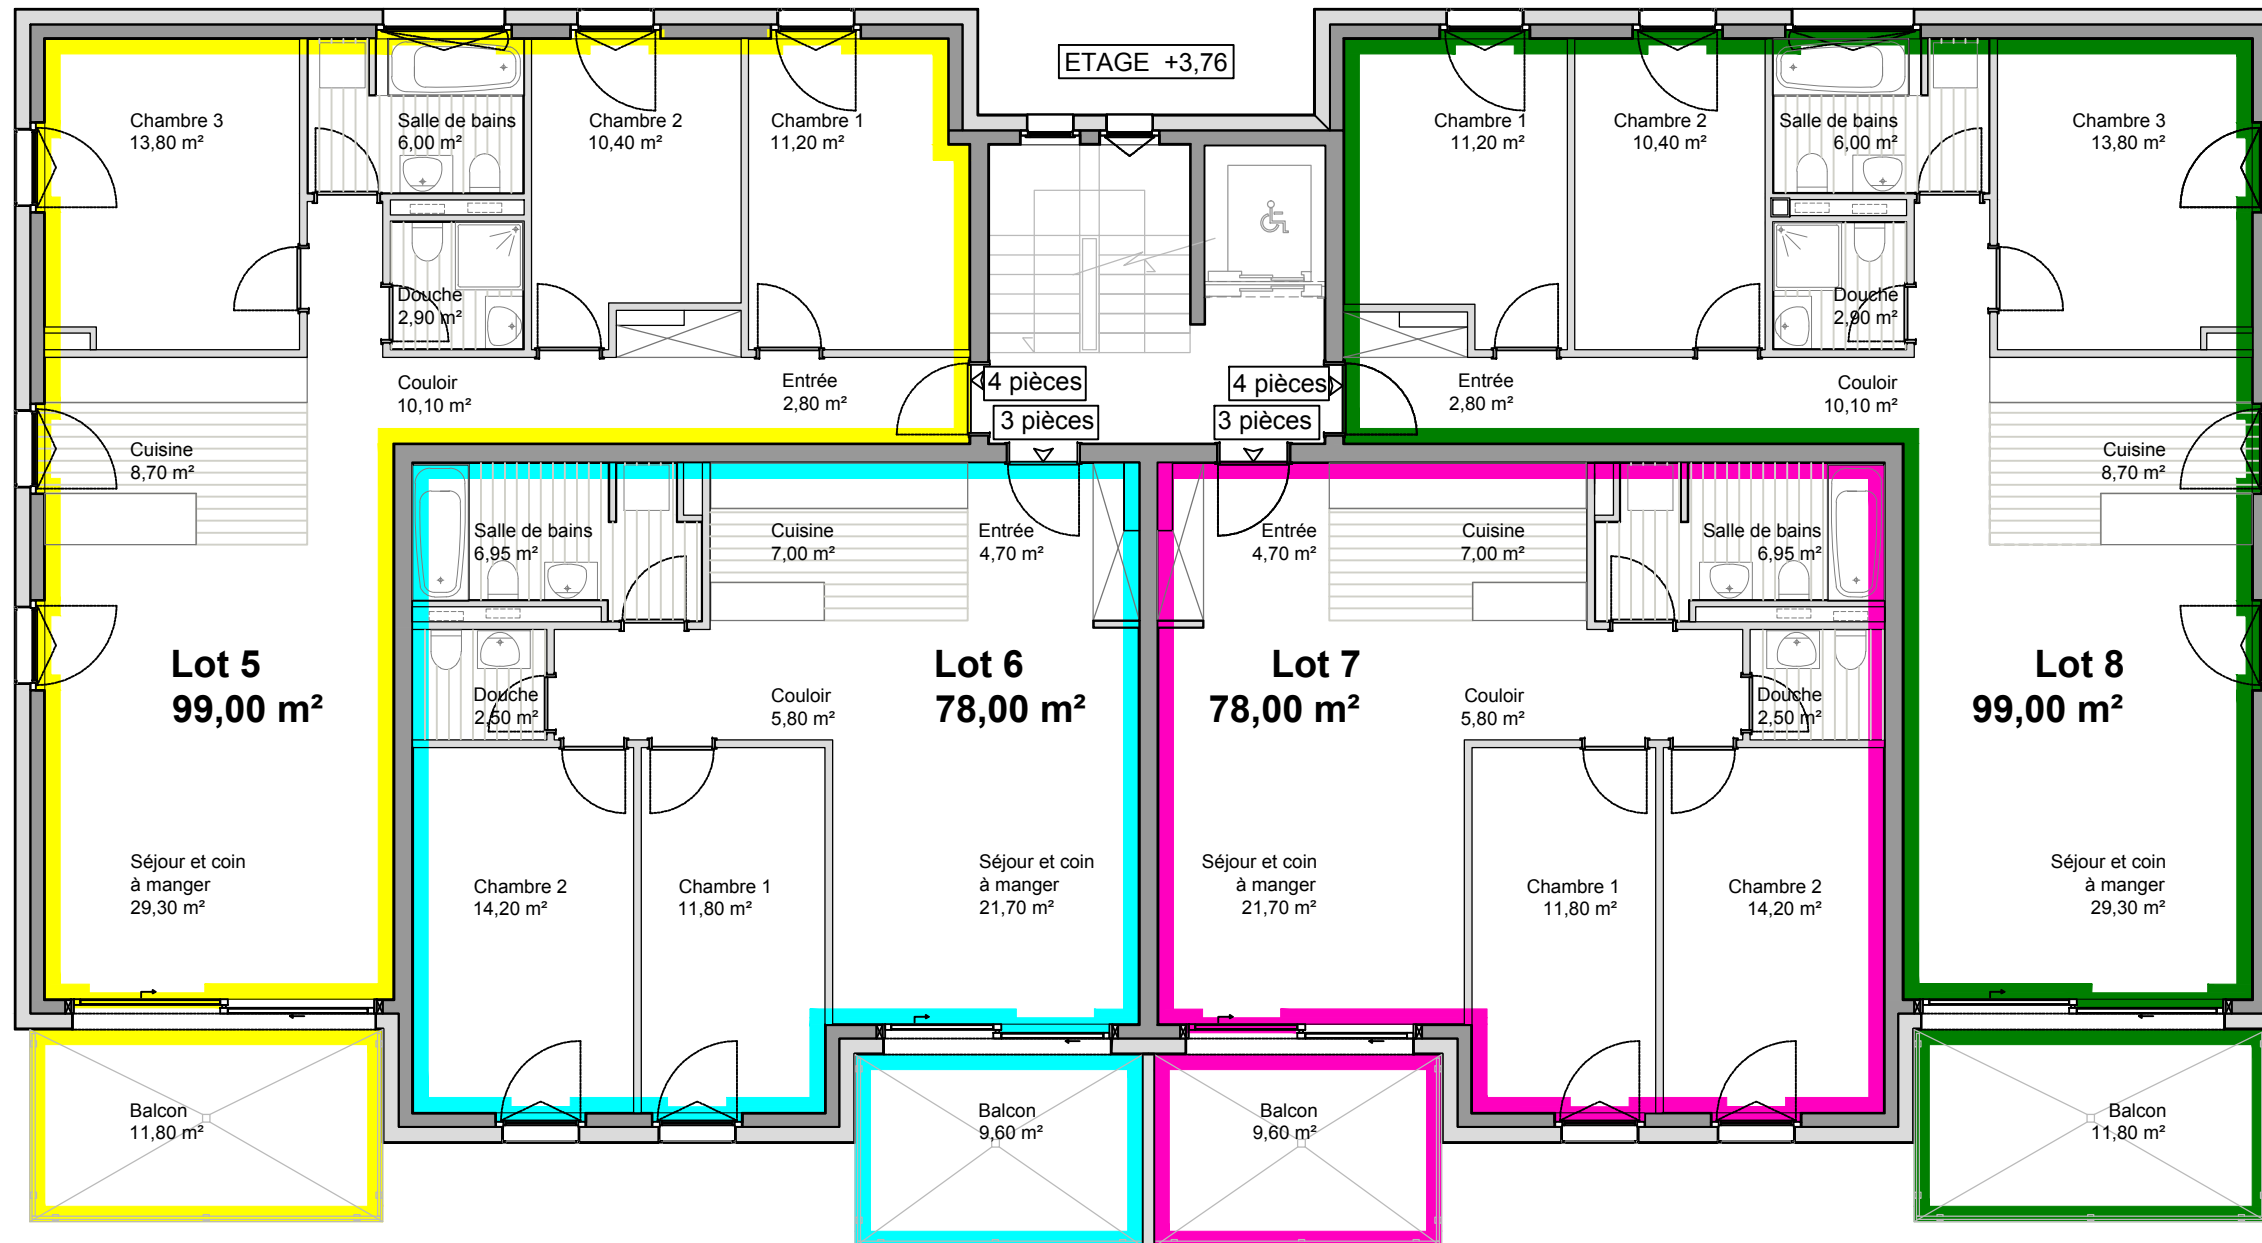 ETAGE +3,76
Chambre 3
13,80 m²
Salle de bains
6,00 m²
Chambre 2
10,40 m²
Chambre 1
11,20 m²
Chambre 1
11,20 m²
Chambre 2
10,40 m²
Salle de bains
6,00 m²
Chambre 3
13,80 m²
Douche
2,90 m²
Douche
2,90 m²
Couloir
10,10 m²
Entrée
2,80 m²
4 pièces
3 pièces
4 pièces
3 pièces
Entrée
2,80 m²
Couloir
10,10 m²
Cuisine
8,70 m²
Cuisine
8,70 m²
Salle de bains
6,95 m²
Cuisine
7,00 m²
Entrée
4,70 m²
Entrée
4,70 m²
Cuisine
7,00 m²
Salle de bains
6,95 m²
Lot 5
99,00 m²
Lot 6
78,00 m²
Lot 7
78,00 m²
Lot 8
99,00 m²
Douche
2,50 m²
Couloir
5,80 m²
Couloir
5,80 m²
Douche
2,50 m²
Séjour et coin
à manger
29,30 m²
Chambre 2
14,20 m²
Chambre 1
11,80 m²
Séjour et coin
à manger
21,70 m²
Séjour et coin
à manger
21,70 m²
Chambre 1
11,80 m²
Chambre 2
14,20 m²
Séjour et coin
à manger
29,30 m²
Balcon
11,80 m²
Balcon
9,60 m²
Balcon
9,60 m²
Balcon
11,80 m²